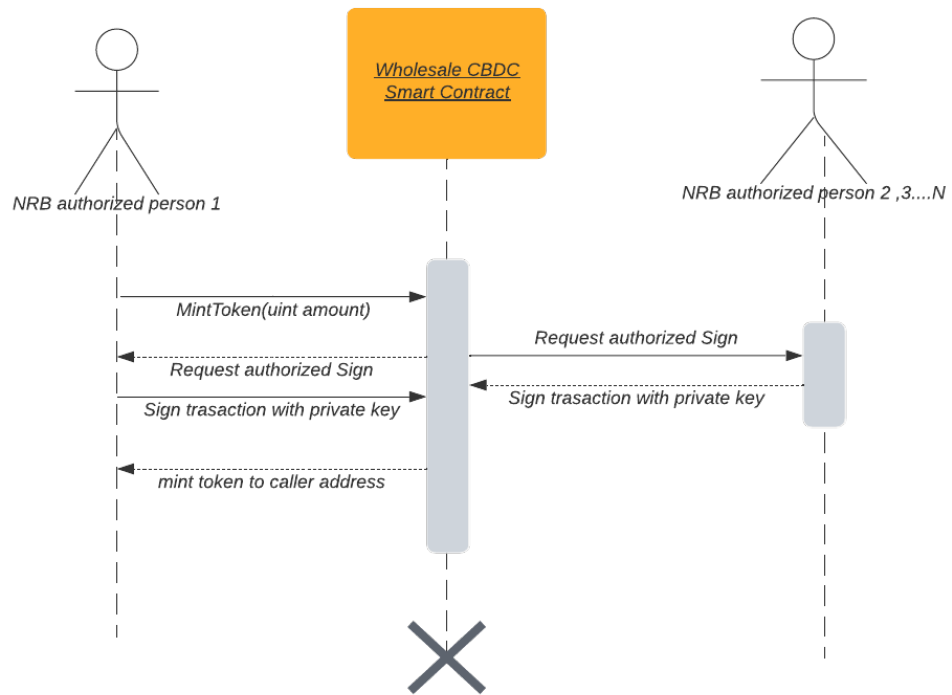 Wholesale CBDC
Smart Contract
NRB authorized person 1
NRB authorized person 2 ,3....N
MintToken(uint amount)
Request authorized Sign
Request authorized Sign
Sign trasaction with private key
Sign trasaction with private key
mint token to caller address